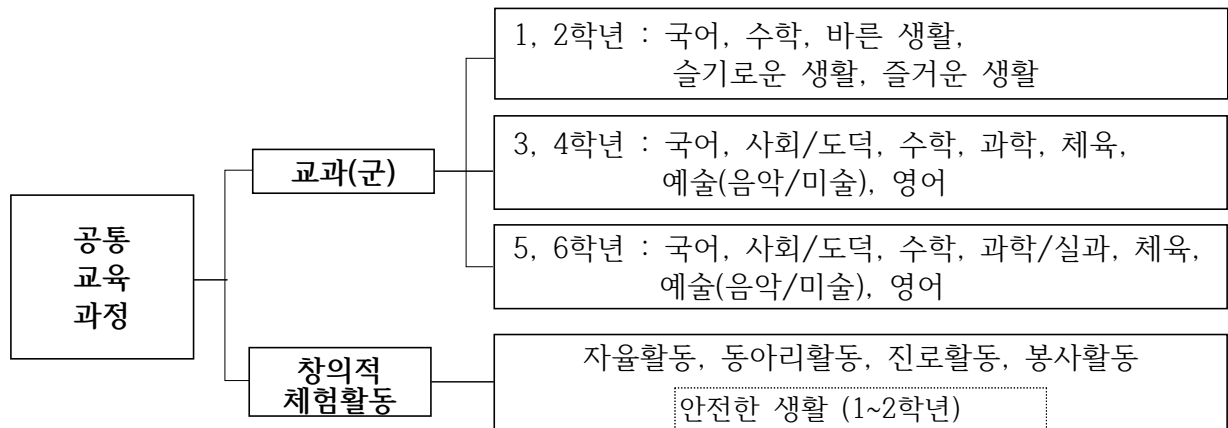 공통
교육
과정
교과(군)
1, 2학년 : 국어, 수학, 바른 생활,
슬기로운 생활, 즐거운 생활
3, 4학년 : 국어, 사회/도덕, 수학, 과학, 체육,
예술(음악/미술), 영어
5, 6학년 : 국어, 사회/도덕, 수학, 과학/실과, 체육,
예술(음악/미술), 영어
창의적
체험활동
자율활동, 동아리활동, 진로활동, 봉사활동
안전한 생활 (1~2학년)